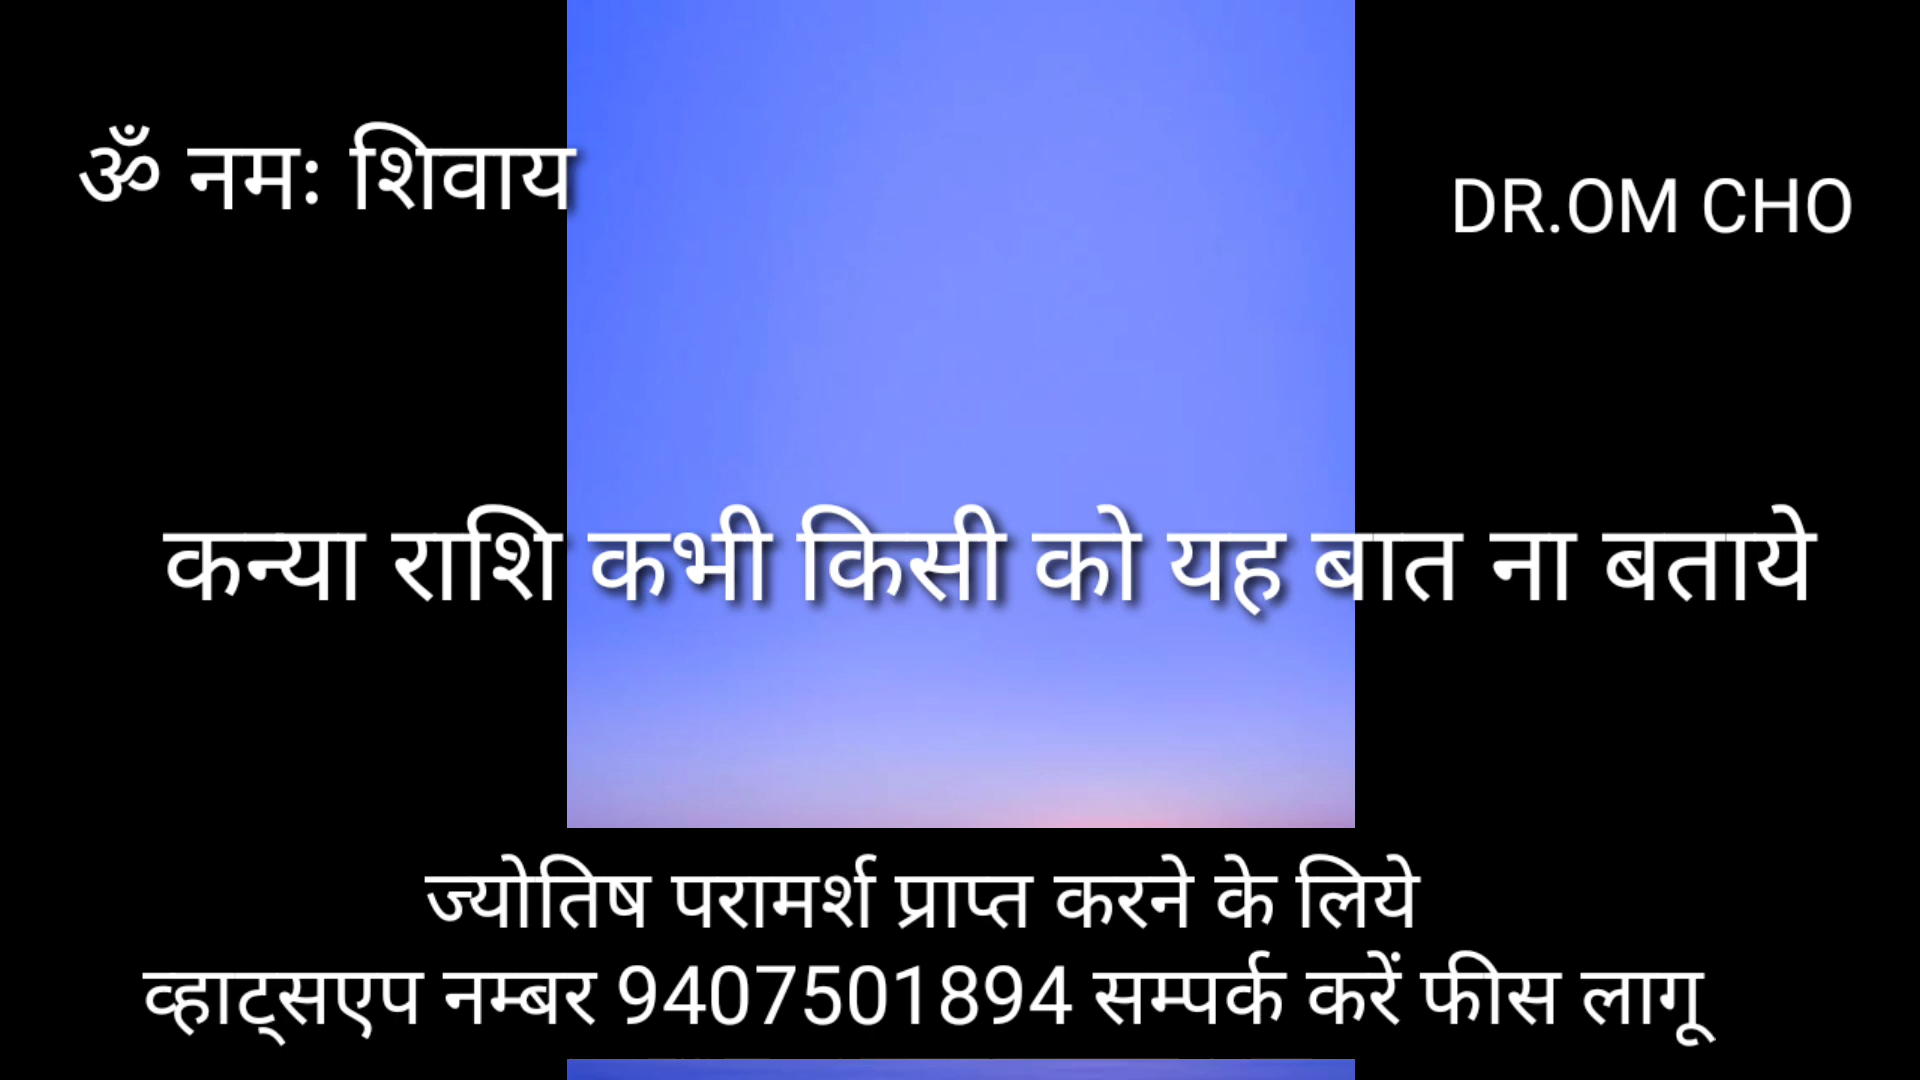 ॐ नमः शिवाय
DR.OM CHO
कन्या राशि कभी किसी को यह बात ना बताये
ज्योतिष परामर्श प्राप्त करने के लिये
व्हाट्सएप नम्बर 9407501894 सम्पर्क करें फीस लागू